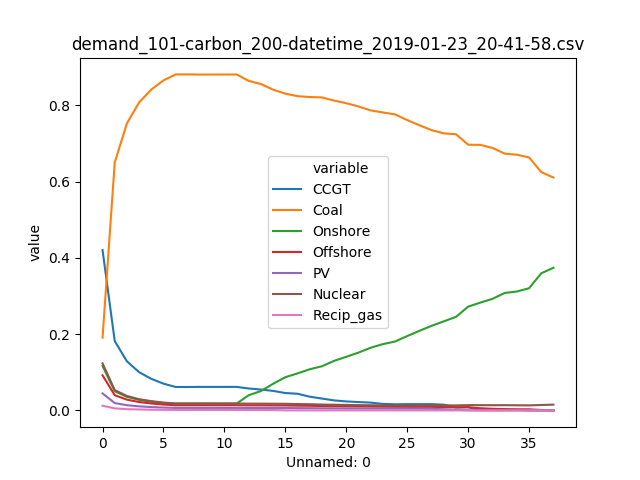 demand_101-carbon_200-datetime_2019-01-23_20-41-58.csv
value
0.8
0.6
0.4
0.2
0.0
variable
CCGT
Coal
Onshore
Offshore
PV
Nuclear
Recip_gas
0 5 10 15 20 25 30 35
Unnamed: 0